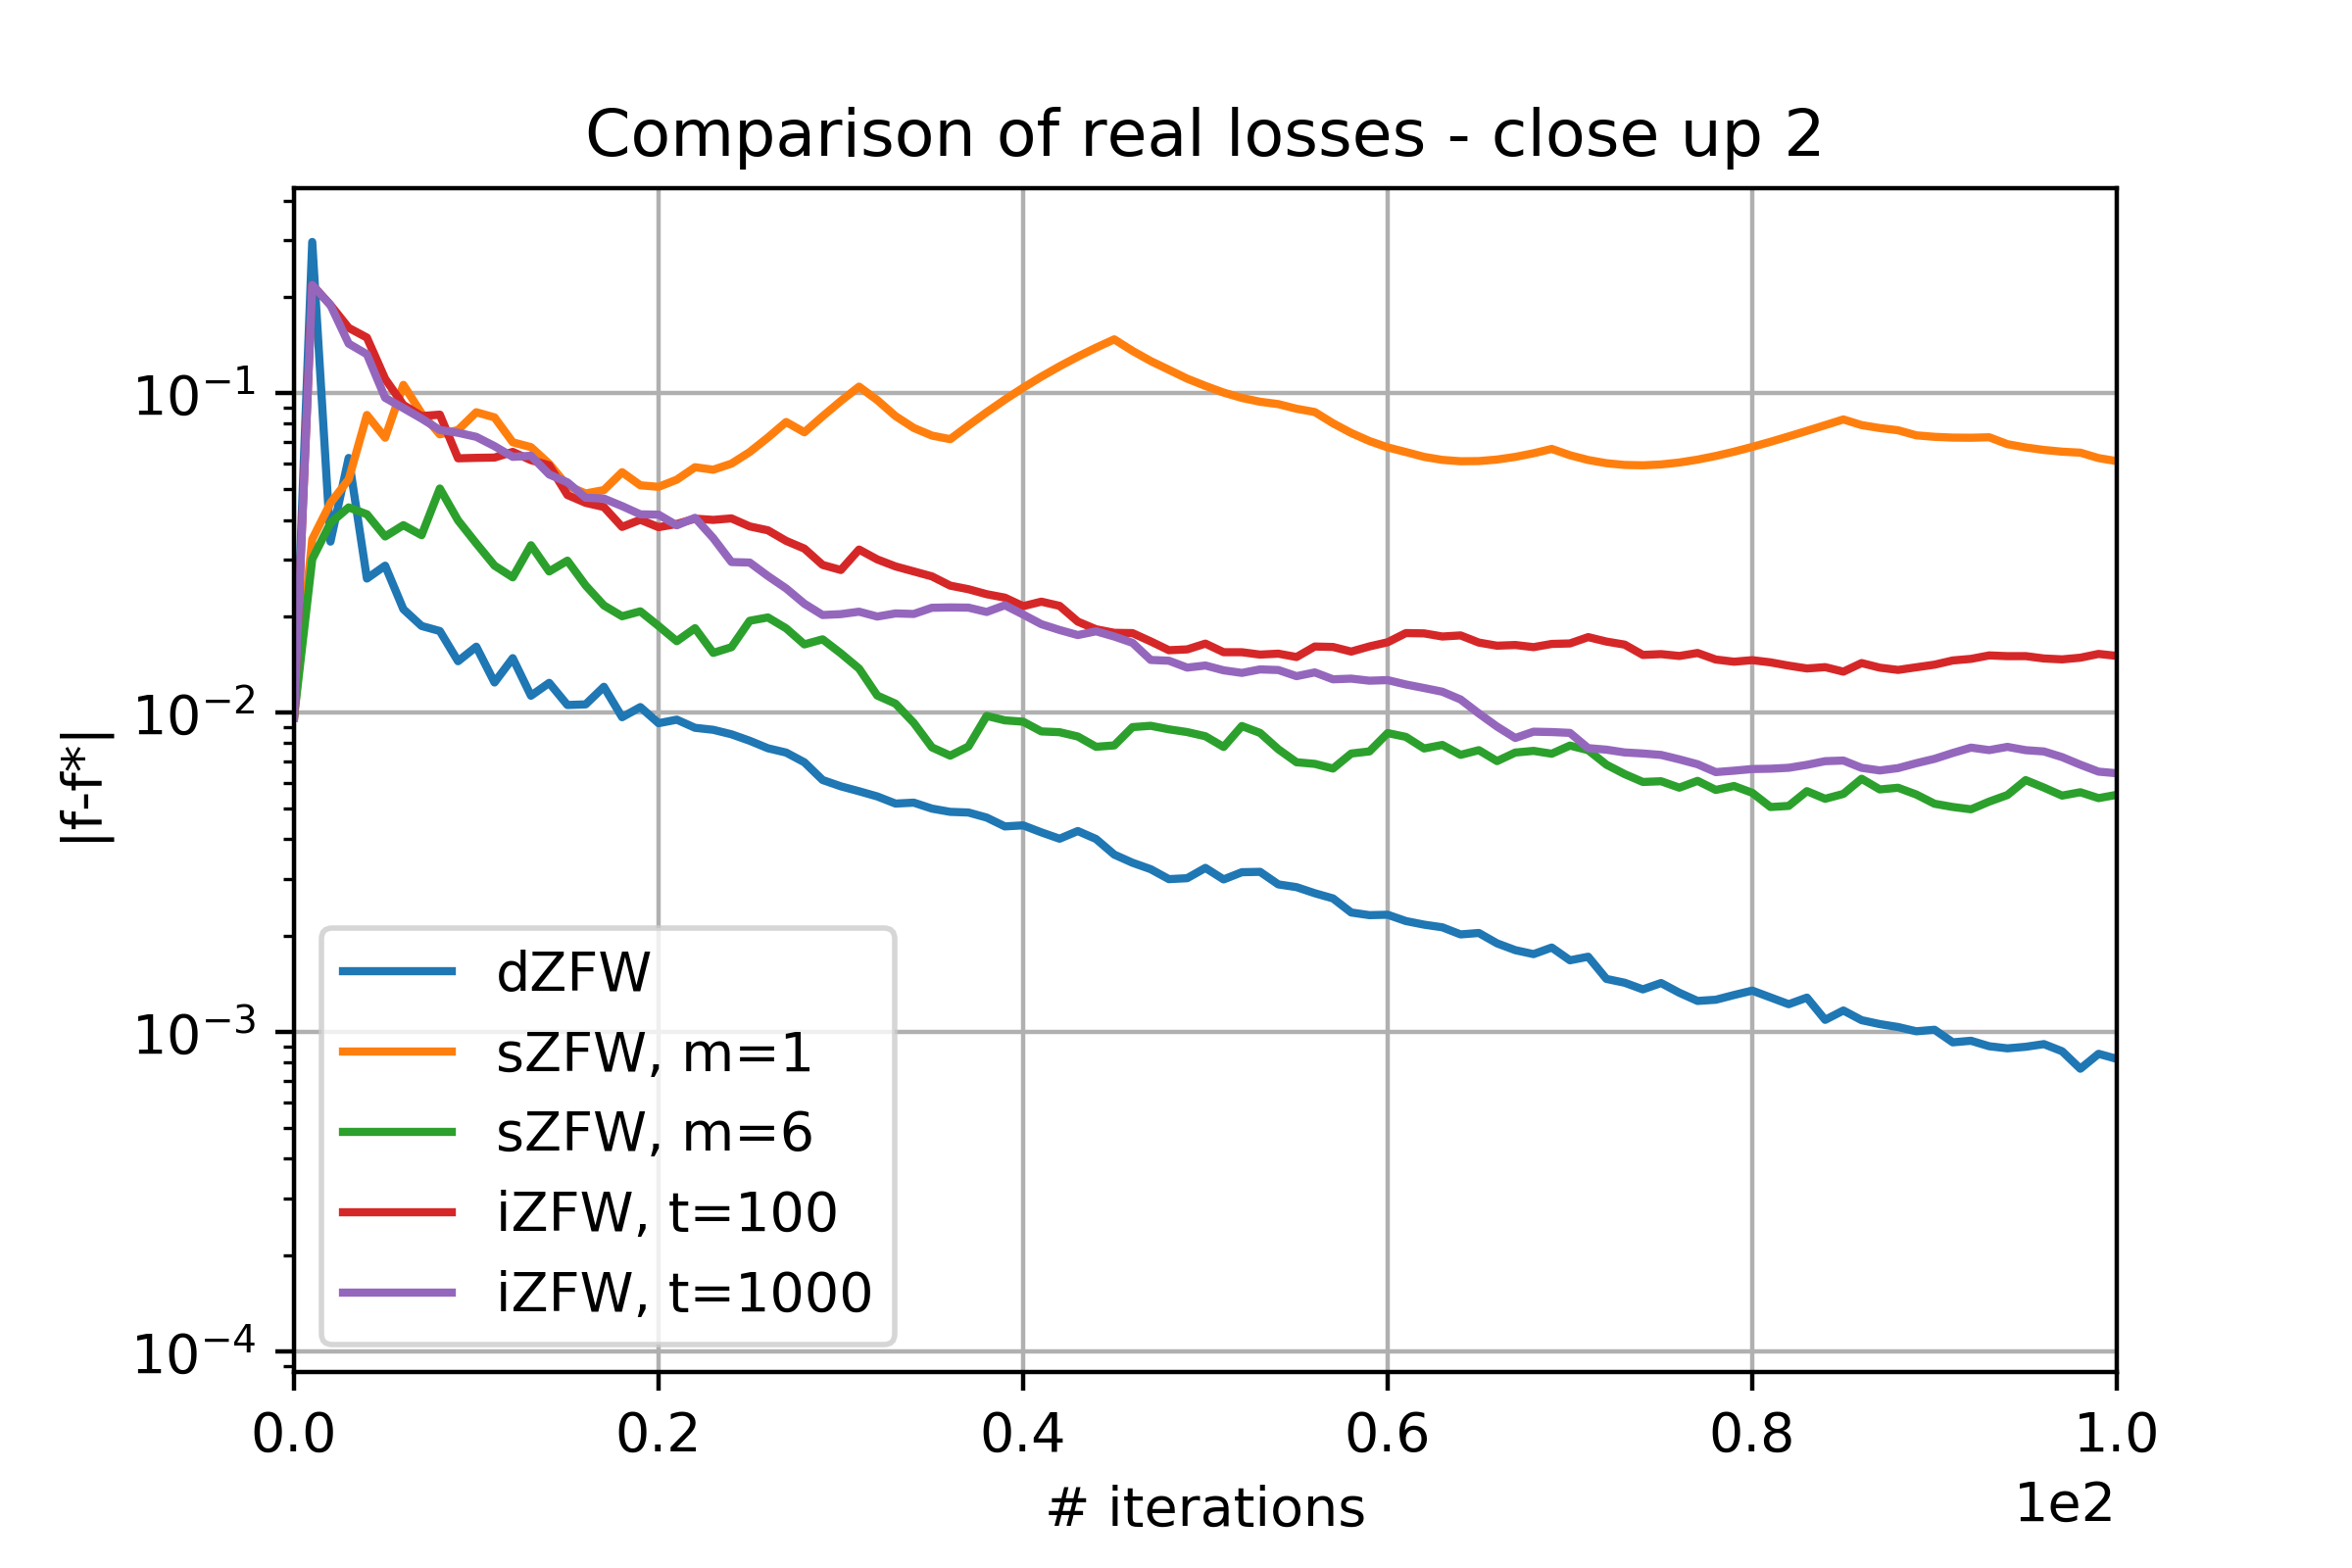 Comparison of real losses - close up 2
|f-f*|
10⁻¹
10⁻²
10⁻³
10⁻⁴
dZFW
sZFW, m=1
sZFW, m=6
iZFW, t=100
iZFW, t=1000
0.0 0.2 0.4 0.6 0.8 1.0
# iterations
1e2